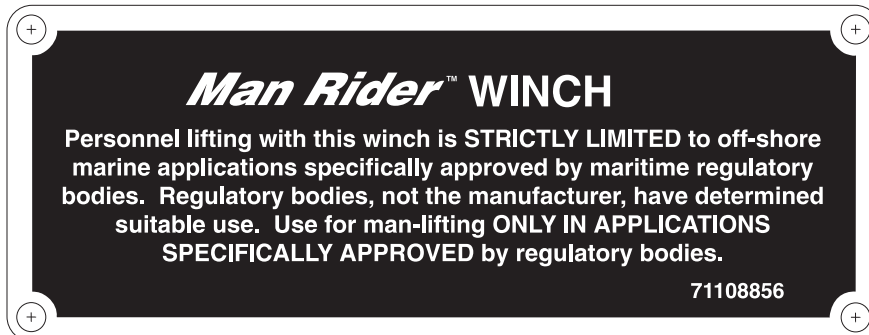 Man Rider™ WINCH
Personnel lifting with this winch is STRICTLY LIMITED to off-shore
marine applications specifically approved by maritime regulatory
bodies.  Regulatory bodies, not the manufacturer, have determined
suitable use.  Use for man-lifting ONLY IN APPLICATIONS
SPECIFICALLY APPROVED by regulatory bodies.
71108856